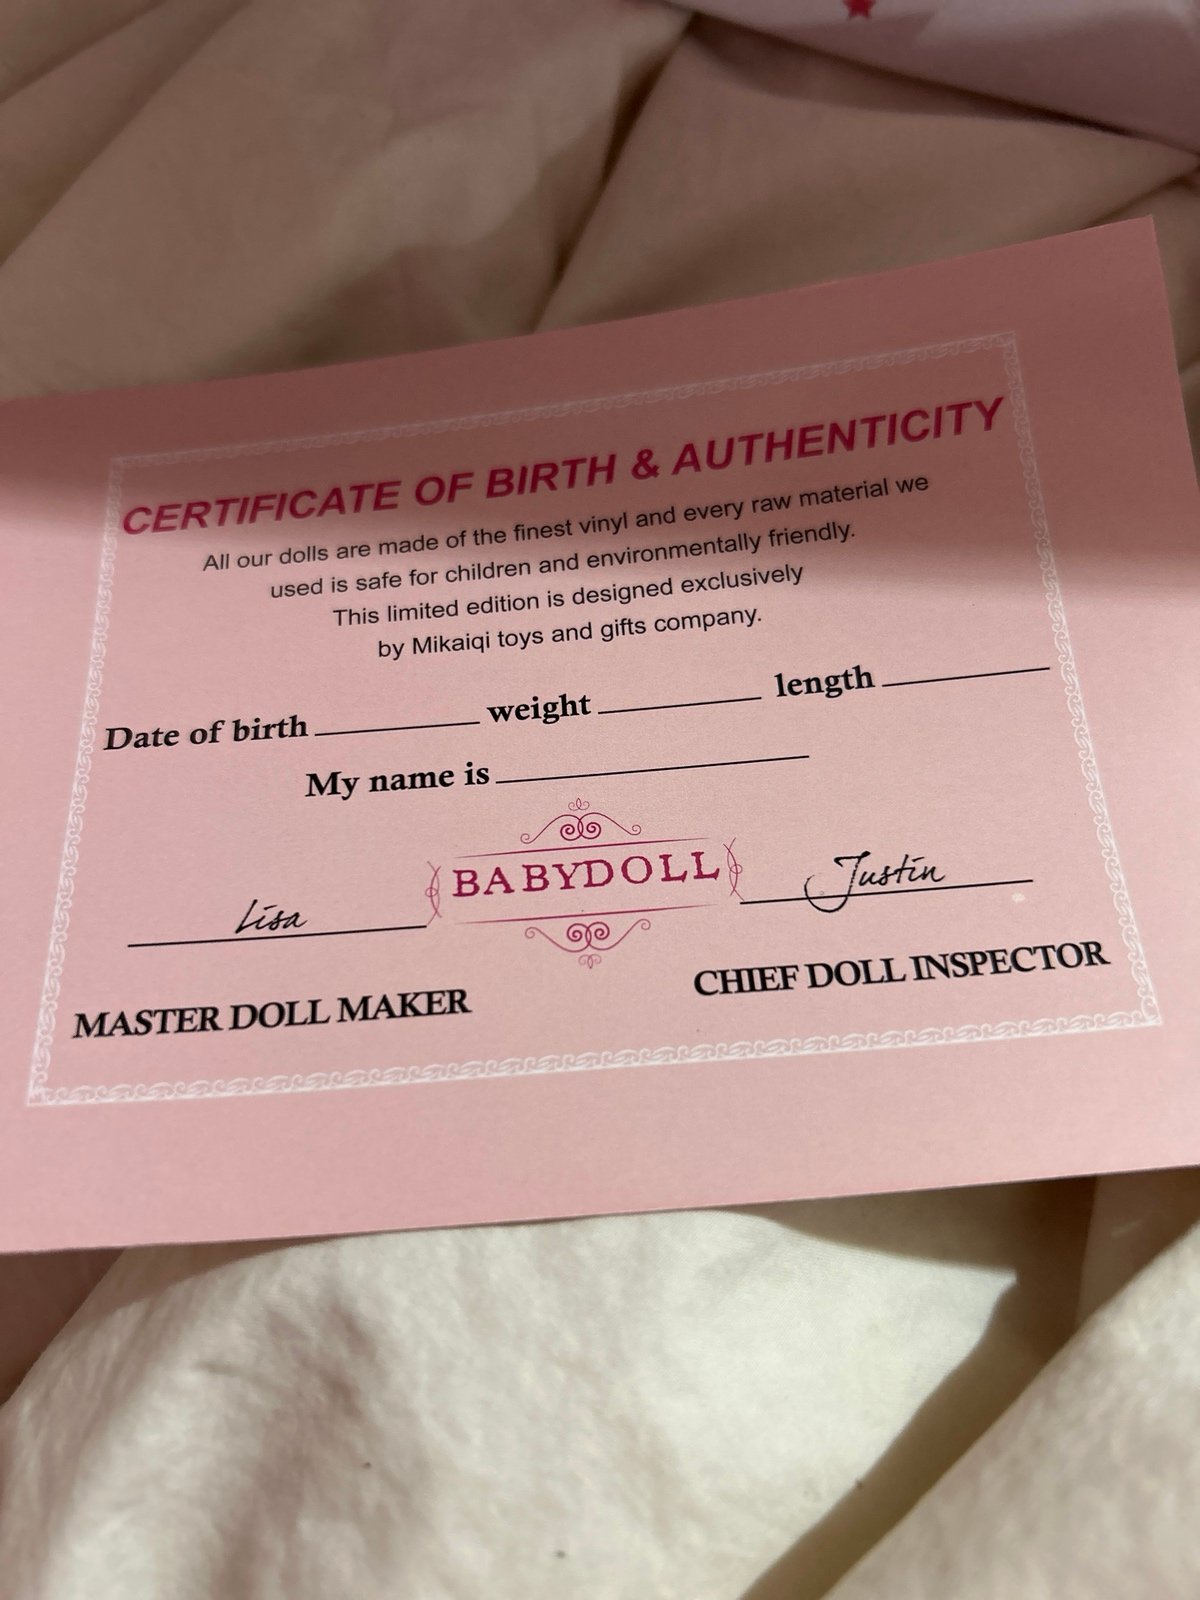 CERTIFICATE OF BIRTH & AUTHENTICITY
All our dolls are made of the finest vinyl and every raw material we
used is safe for children and environmentally friendly.
This limited edition is designed exclusively
by Mikaiqi toys and gifts company.
Date of birth weight length
My name is
BABYDOLL
Lisa Justin
MASTER DOLL MAKER CHIEF DOLL INSPECTOR